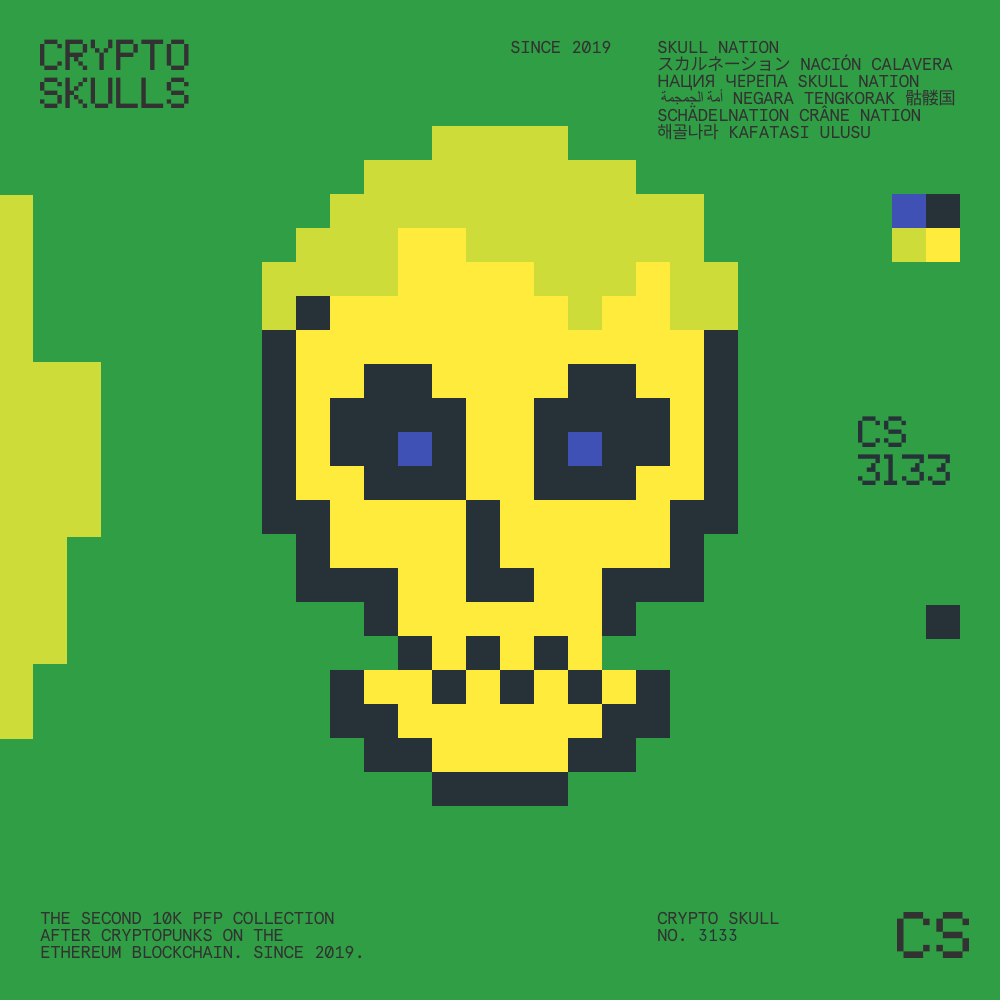 CRYPTO
SKULLS
SINCE 2019
SKULL NATION
スカルネーション NACIÓN CALAVERA
НАЦИЯ ЧЕРЕПА SKULL NATION
أمة الجمجمة NEGARA TENGKORAK 骷髅国
SCHÄDELNATION CRÂNE NATION
해골나라 KAFATASI ULUSU
CS
3133
THE SECOND 10K PFP COLLECTION
AFTER CRYPTOPUNKS ON THE
ETHEREUM BLOCKCHAIN. SINCE 2019.
CRYPTO SKULL
NO. 3133
CS